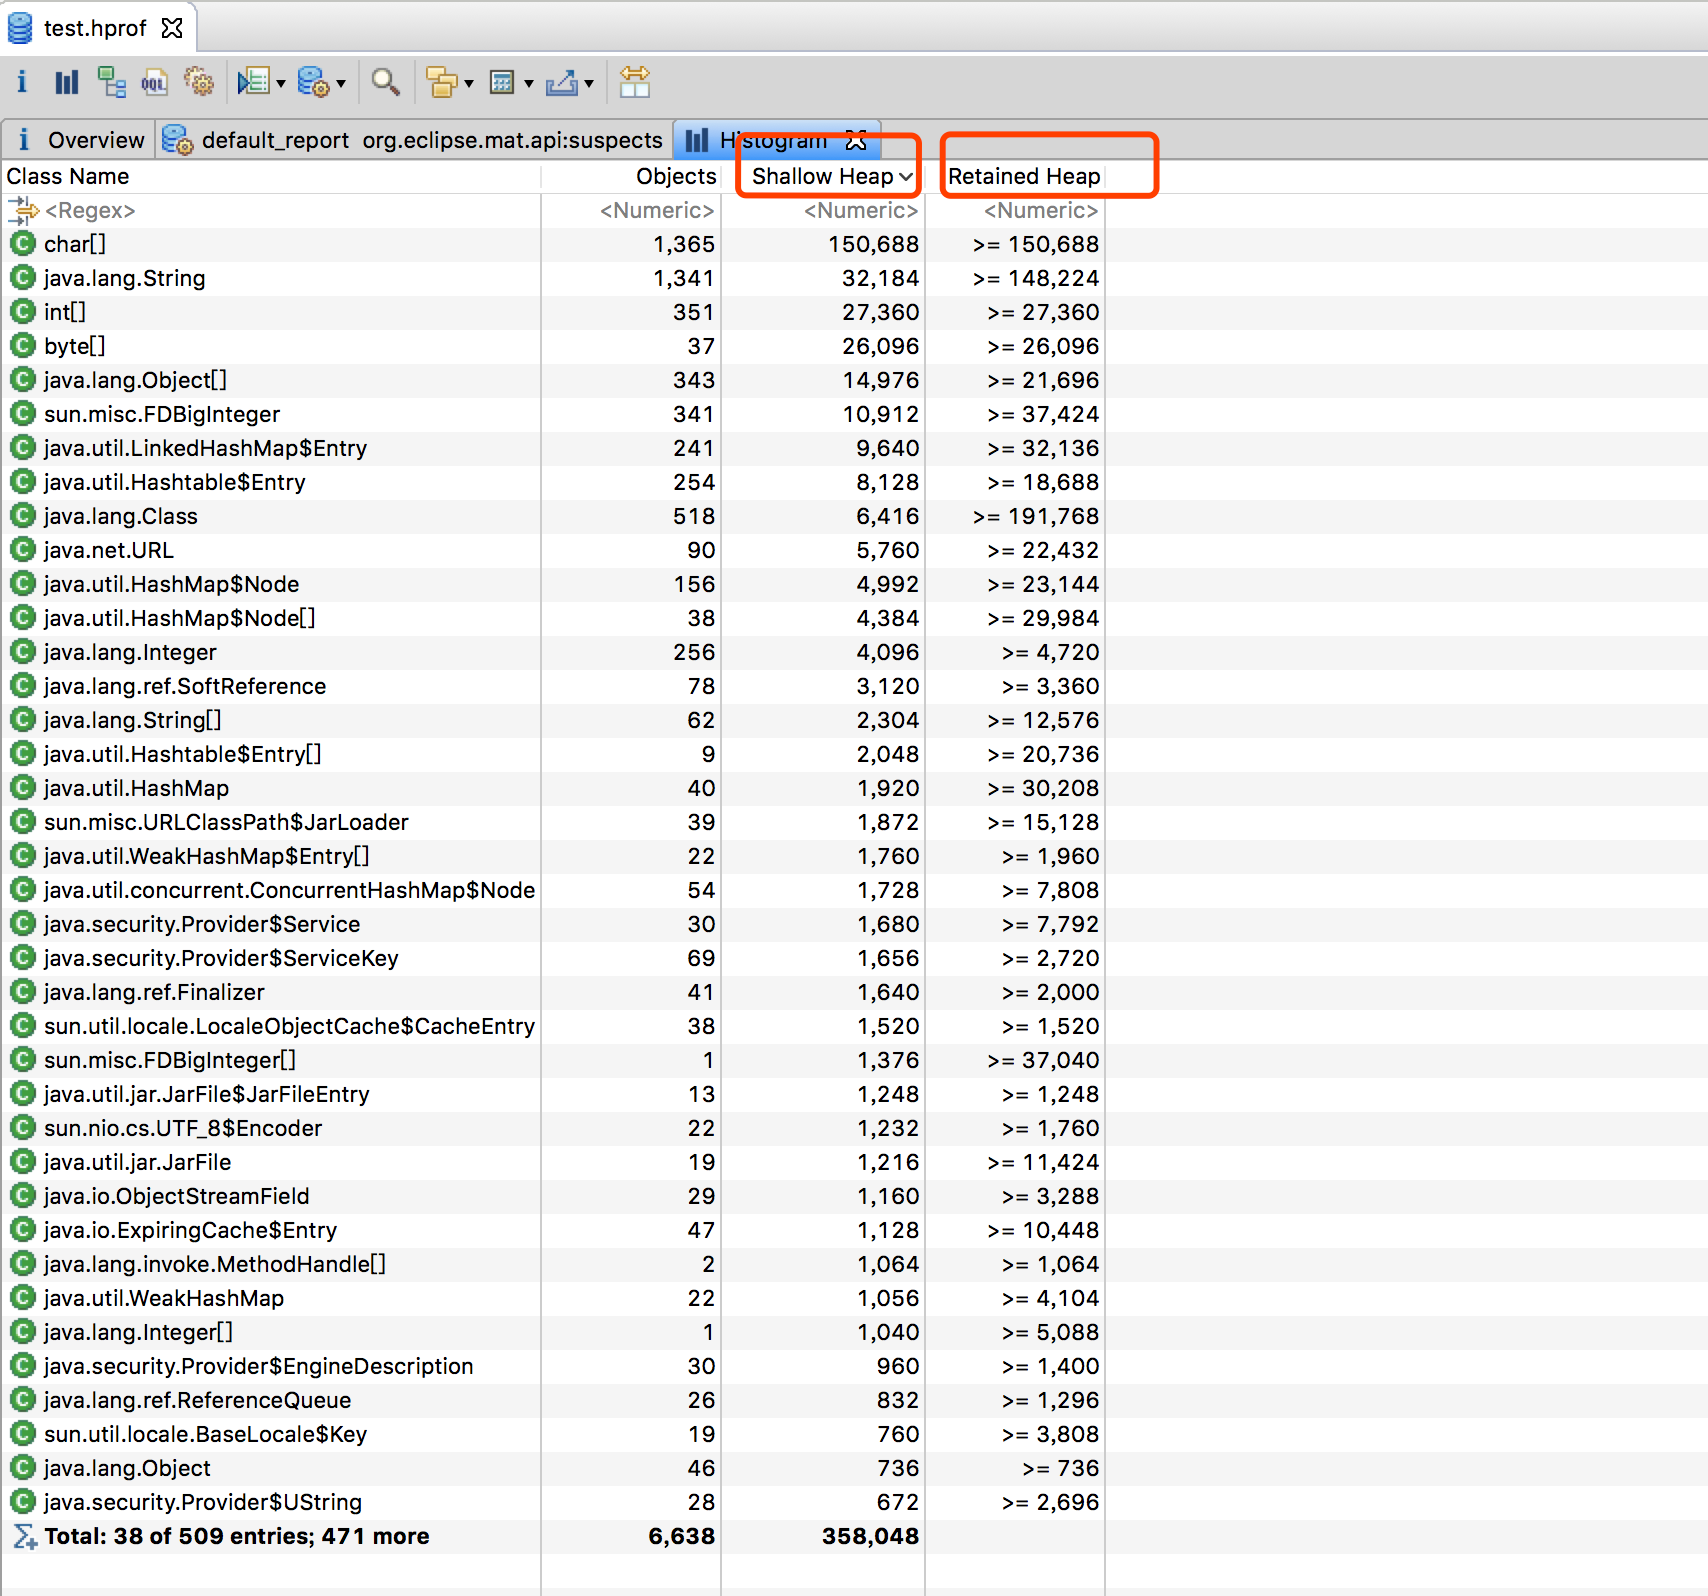 test.hprof
OQL
Overview default_report org.eclipse.mat.api:suspects Histogram
Class Name Objects Shallow Heap Retained Heap
<Regex> <Numeric> <Numeric> <Numeric>
char[] 1,365 150,688 >= 150,688
java.lang.String 1,341 32,184 >= 148,224
int[] 351 27,360 >= 27,360
byte[] 37 26,096 >= 26,096
java.lang.Object[] 343 14,976 >= 21,696
sun.misc.FDBigInteger 341 10,912 >= 37,424
java.util.LinkedHashMap$Entry 241 9,640 >= 32,136
java.util.Hashtable$Entry 254 8,128 >= 18,688
java.lang.Class 518 6,416 >= 191,768
java.net.URL 90 5,760 >= 22,432
java.util.HashMap$Node 156 4,992 >= 23,144
java.util.HashMap$Node[] 38 4,384 >= 29,984
java.lang.Integer 256 4,096 >= 4,720
java.lang.ref.SoftReference 78 3,120 >= 3,360
java.lang.String[] 62 2,304 >= 12,576
java.util.Hashtable$Entry[] 9 2,048 >= 20,736
java.util.HashMap 40 1,920 >= 30,208
sun.misc.URLClassPath$JarLoader 39 1,872 >= 15,128
java.util.WeakHashMap$Entry[] 22 1,760 >= 1,960
java.util.concurrent.ConcurrentHashMap$Node 54 1,728 >= 7,808
java.security.Provider$Service 30 1,680 >= 7,792
java.security.Provider$ServiceKey 69 1,656 >= 2,720
java.lang.ref.Finalizer 41 1,640 >= 2,000
sun.util.locale.LocaleObjectCache$CacheEntry 38 1,520 >= 1,520
sun.misc.FDBigInteger[] 1 1,376 >= 37,040
java.util.jar.JarFile$JarFileEntry 13 1,248 >= 1,248
sun.nio.cs.UTF_8$Encoder 22 1,232 >= 1,760
java.util.jar.JarFile 19 1,216 >= 11,424
java.io.ObjectStreamField 29 1,160 >= 3,288
java.io.ExpiringCache$Entry 47 1,128 >= 10,448
java.lang.invoke.MethodHandle[] 2 1,064 >= 1,064
java.util.WeakHashMap 22 1,056 >= 4,104
java.lang.Integer[] 1 1,040 >= 5,088
java.security.Provider$EngineDescription 30 960 >= 1,400
java.lang.ref.ReferenceQueue 26 832 >= 1,296
sun.util.locale.BaseLocale$Key 19 760 >= 3,808
java.lang.Object 46 736 >= 736
java.security.Provider$UString 28 672 >= 2,696
Total: 38 of 509 entries; 471 more 6,638 358,048